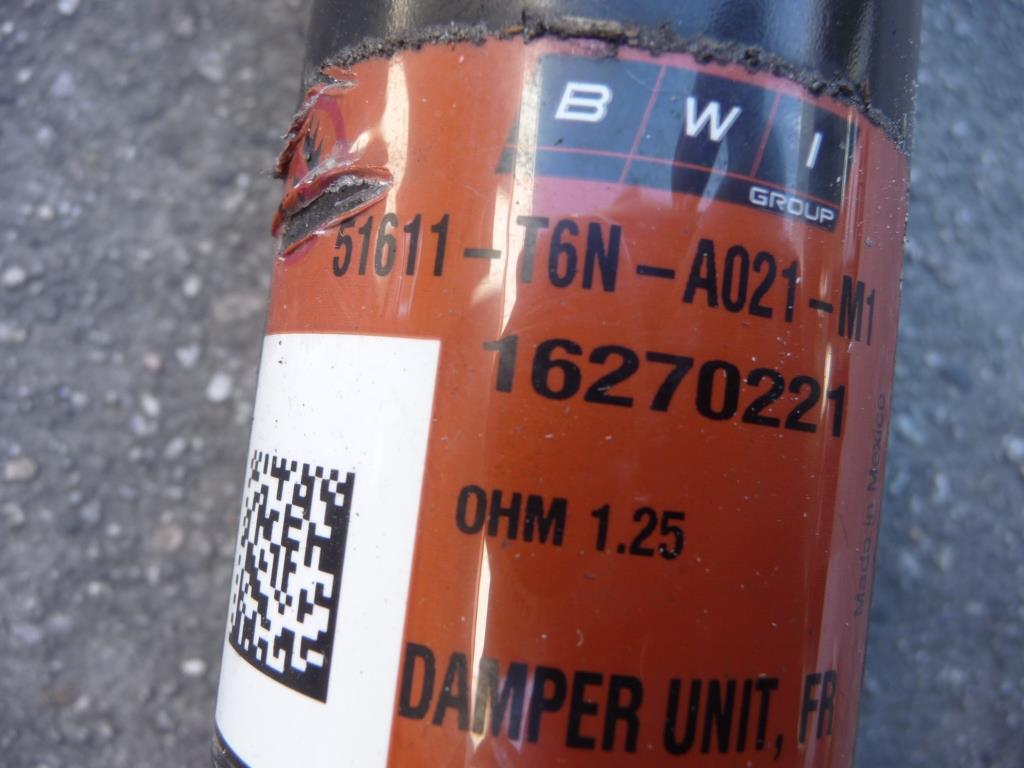 BWI
GROUP
51611-T6N-A021-M1
16270221
OHM 1.25
Made in Mexico
DAMPER UNIT, FR